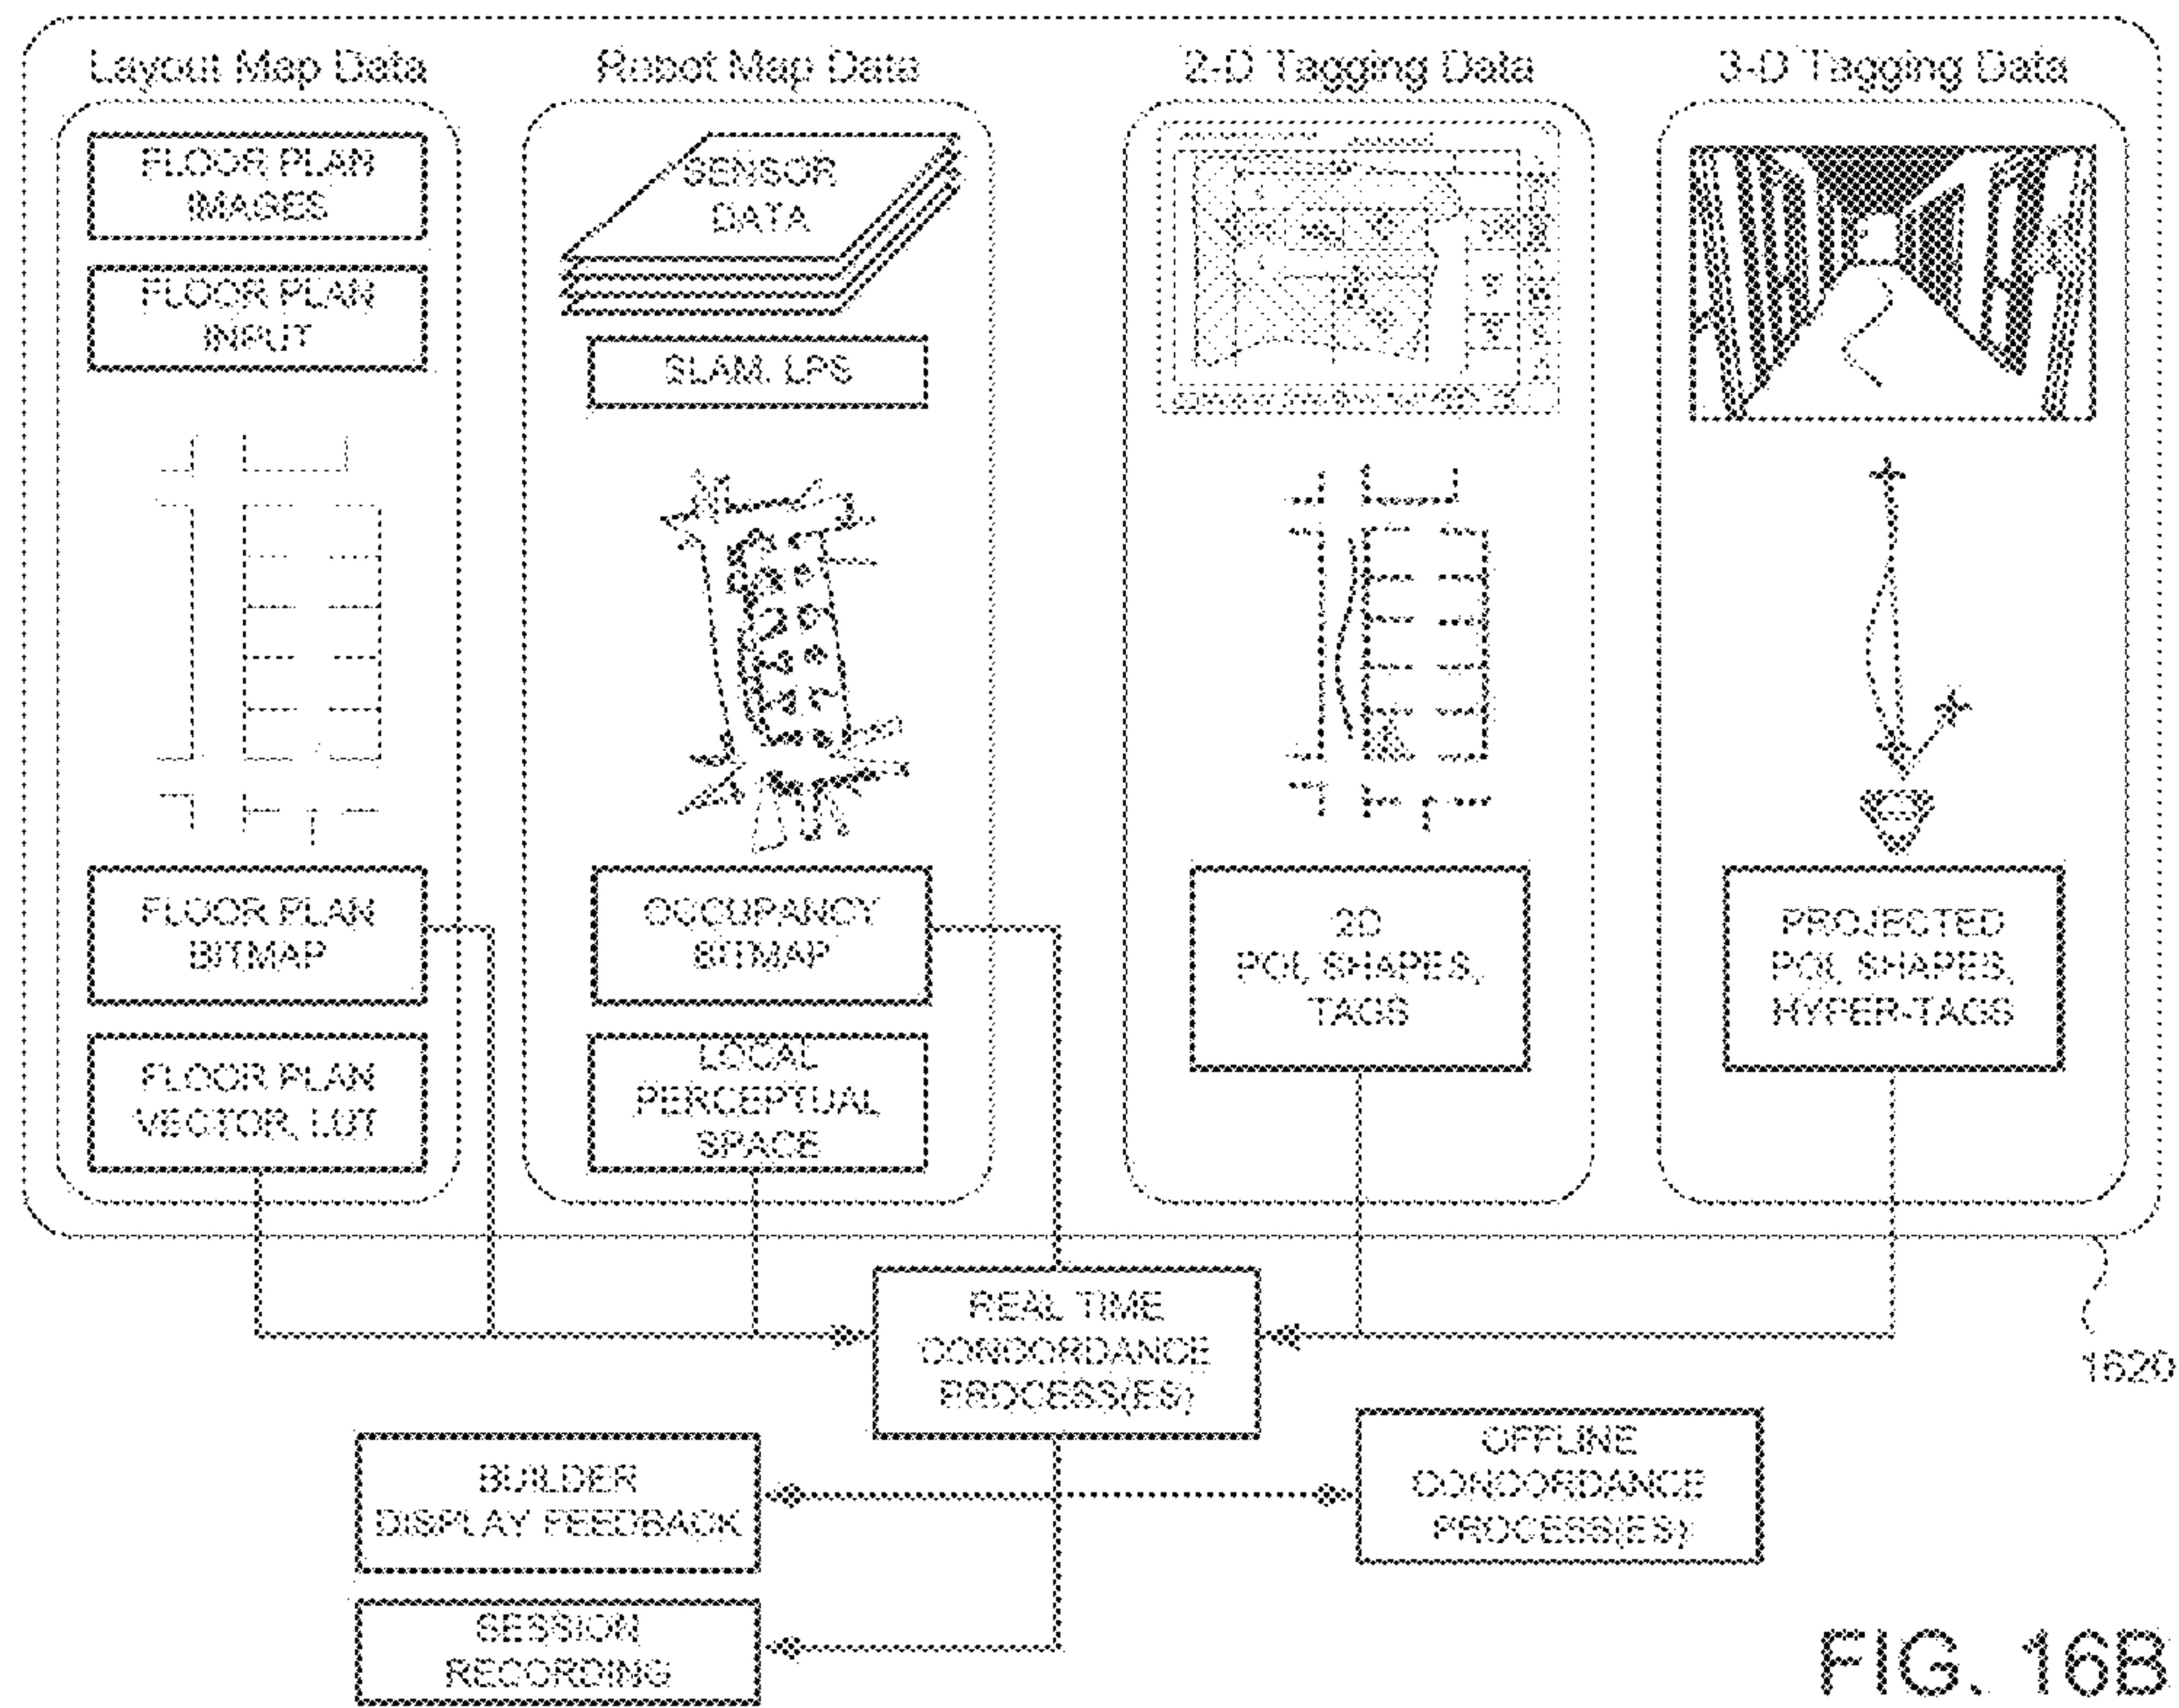 Layout Map Data
FLOOR PLAN
IMAGES
FLOOR PLAN
INPUT
FLOOR PLAN
BITMAP
FLOOR PLAN
VECTOR, LUT
Robot Map Data
SENSOR
DATA
SLAM, LPS
OCCUPANCY
BITMAP
LOCAL
PERCEPTUAL
SPACE
2-D Tagging Data
2D
POI, SHAPES,
TAGS
3-D Tagging Data
PROJECTED
POI, SHAPES,
HYPER-TAGS
REAL TIME
CONCORDANCE
PROCESS(ES)
1620
BUILDER
DISPLAY FEEDBACK
OFFLINE
CONCORDANCE
PROCESS(ES)
SESSION
RECORDING
FIG. 16B